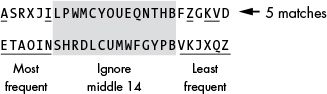 ASRXJILPWMCYOUEQNTHBFZGKVD 5 matches
ETAOINSHRDLCUMWFGYPBVKJXQZ
Most Ignore Least
frequent middle 14 frequent